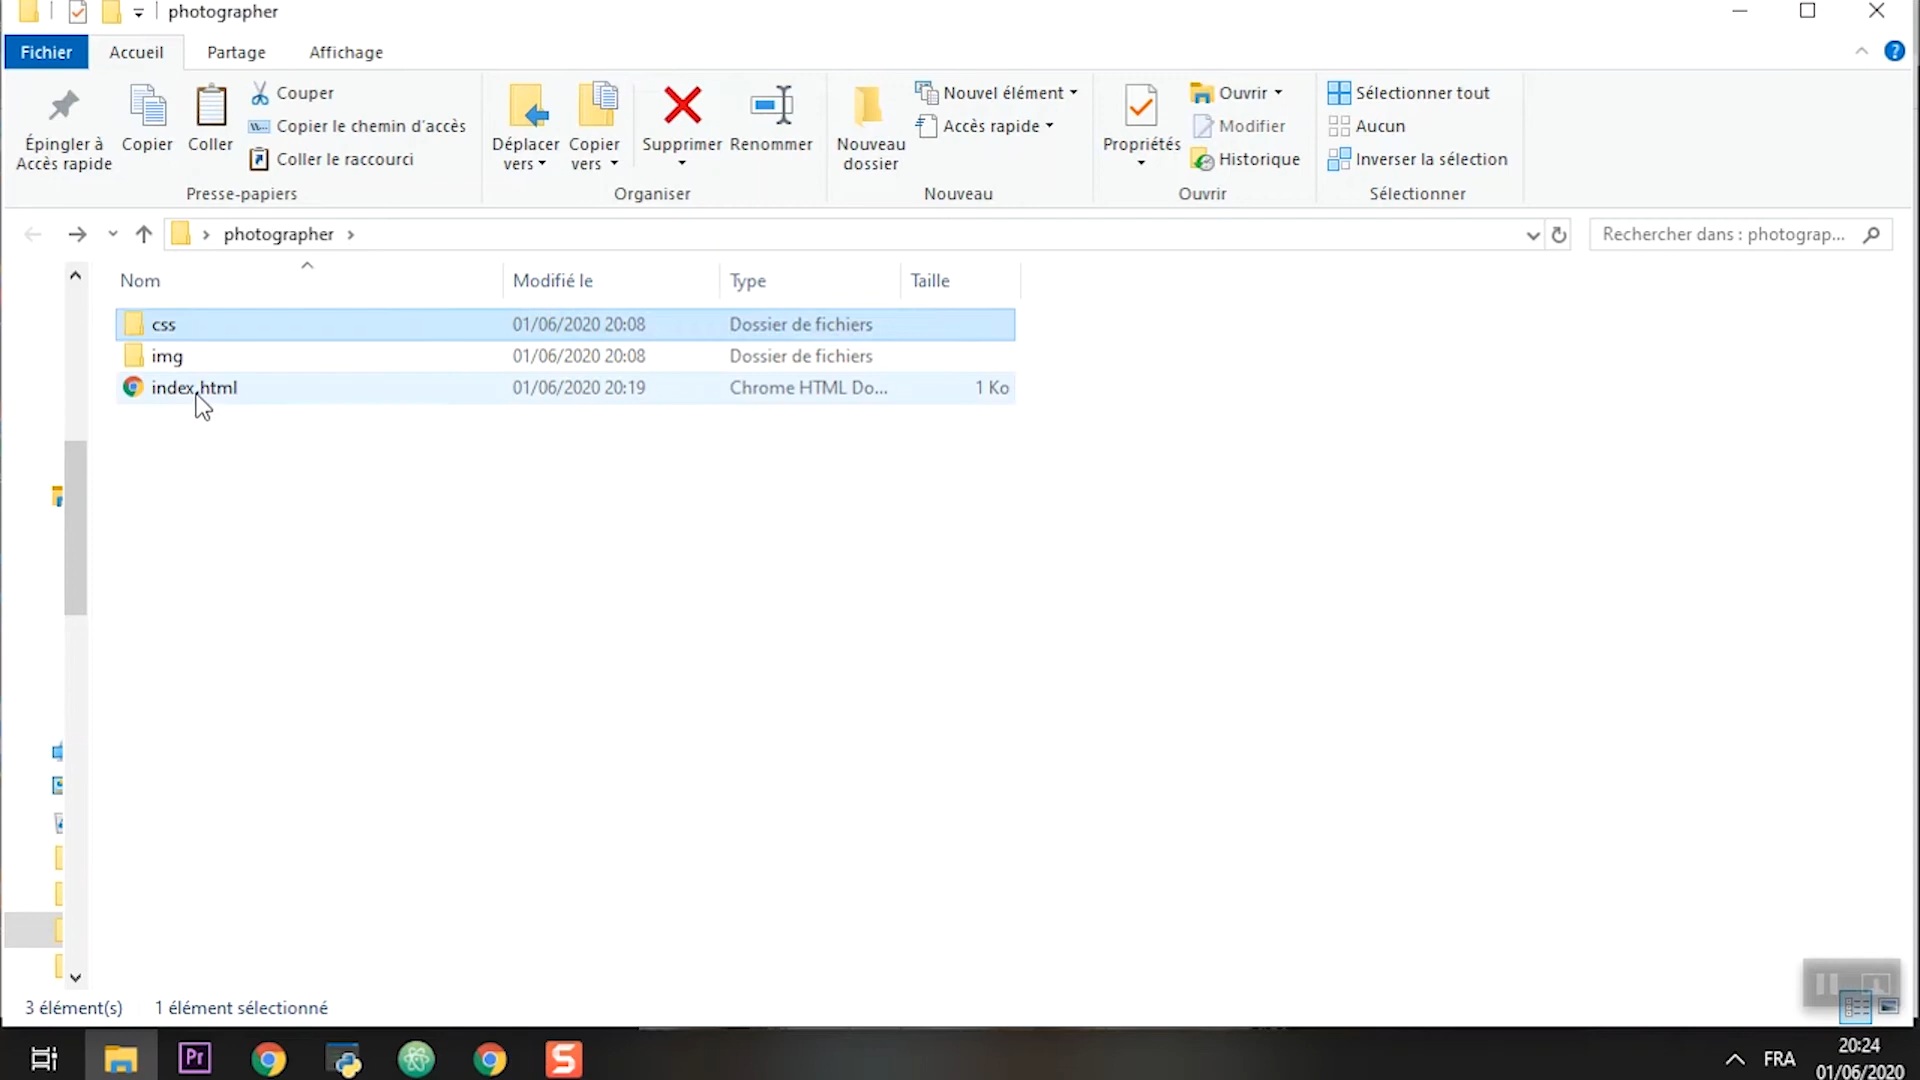 photographer
Fichier
Accueil
Partage
Affichage
Épingler à
Accès rapide
Copier
Coller
Couper
Copier le chemin d'accès
Coller le raccourci
Presse-papiers
Déplacer
vers
Copier
vers
Supprimer
Renommer
Organiser
Nouveau
dossier
Nouvel élément
Accès rapide
Nouveau
Propriétés
Ouvrir
Modifier
Historique
Ouvrir
Sélectionner tout
Aucun
Inverser la sélection
Sélectionner
photographer
Rechercher dans : photograp...
Nom Modifié le Type Taille
css 01/06/2020 20:08 Dossier de fichiers
img 01/06/2020 20:08 Dossier de fichiers
index.html 01/06/2020 20:19 Chrome HTML Do... 1 Ko
3 élément(s) 1 élément sélectionné
Pr
S
FRA
20:24
01/06/2020